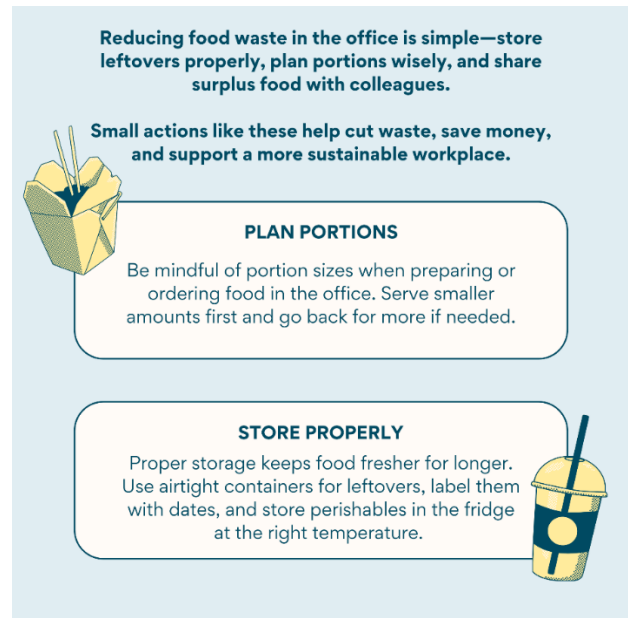 Reducing food waste in the office is simple—store
leftovers properly, plan portions wisely, and share
surplus food with colleagues.
Small actions like these help cut waste, save money,
and support a more sustainable workplace.
PLAN PORTIONS
Be mindful of portion sizes when preparing or
ordering food in the office. Serve smaller
amounts first and go back for more if needed.
STORE PROPERLY
Proper storage keeps food fresher for longer.
Use airtight containers for leftovers, label them
with dates, and store perishables in the fridge
at the right temperature.